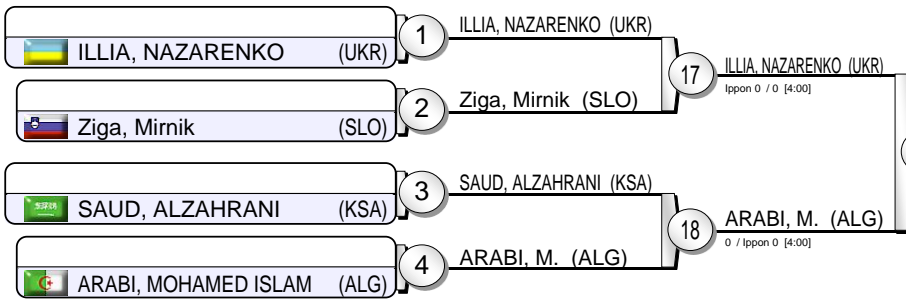 1
ILLIA, NAZARENKO (UKR)
ILLIA, NAZARENKO (UKR)
17
ILLIA, NAZARENKO (UKR)
Ippon 0 / 0 [4:00]
2
Ziga, Mirnik (SLO)
Ziga, Mirnik (SLO)
3
SAUD, ALZAHRANI (KSA)
SAUD, ALZAHRANI (KSA)
18
ARABI, M. (ALG)
0 / Ippon 0 [4:00]
4
ARABI, M. (ALG)
ARABI, MOHAMED ISLAM (ALG)